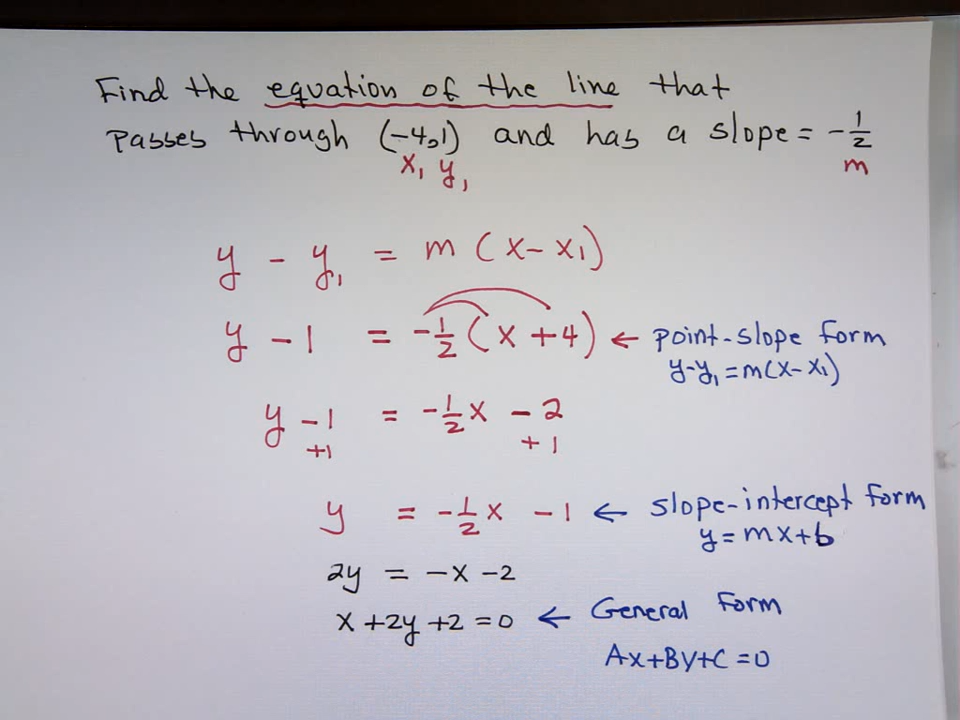 Find the equation of the line that
passes through (-4,1) and has a slope = -1/2
x₁ y₁ m
y - y₁ = m (x - x₁)
y - 1 = -1/2 (x + 4) ← point-slope form
y-y₁ = m(x-x₁)
y - 1 = -1/2 x - 2
+1 +1
y = -1/2 x - 1 ← slope-intercept form
y = mx+b
2y = -x - 2
x + 2y + 2 = 0 ← General Form
Ax+By+C = 0